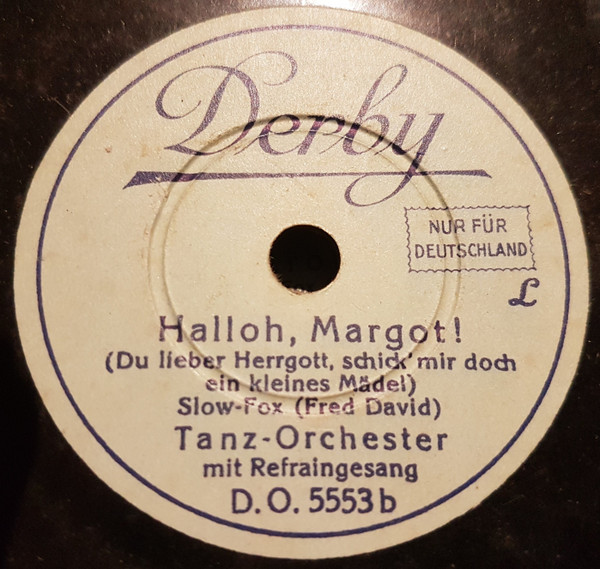 Derby
NUR FÜR
DEUTSCHLAND
L
Halloh, Margot!
(Du lieber Herrgott, schick' mir doch
ein kleines Mädel)
Slow-Fox (Fred David)
Tanz-Orchester
mit Refraingesang
D.O. 5553b